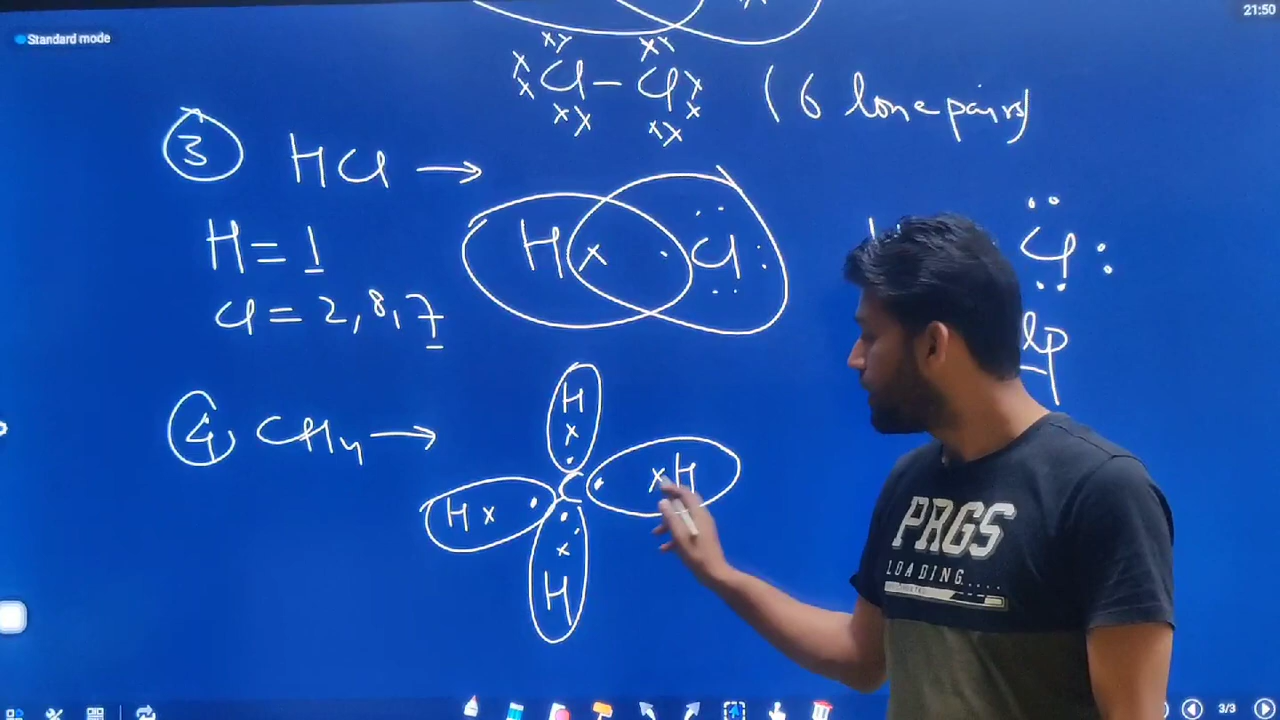 21:50
Standard mode
Cl – Cl (6 lone pairs)
3 HCl →
H = 1
Cl = 2, 8, 7
H x · Cl
Cl
lp
4 CH4 →
H
x
H x · C · x H
x
H
PRGS
LOADING.....
3/3